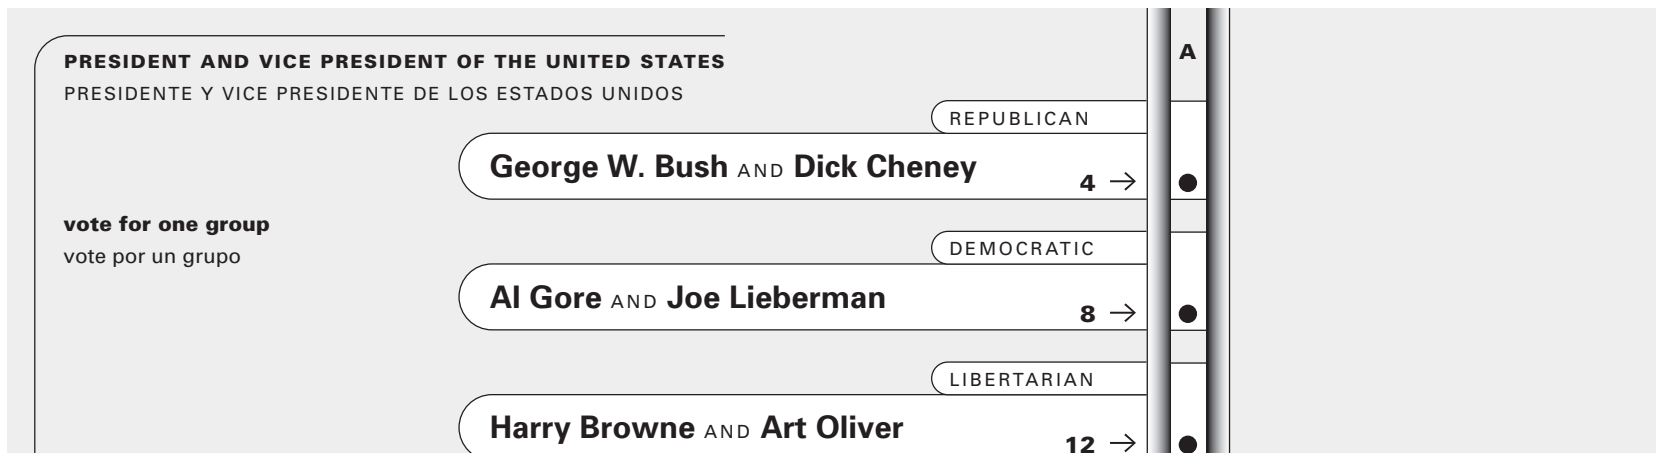 PRESIDENT AND VICE PRESIDENT OF THE UNITED STATES
PRESIDENTE Y VICE PRESIDENTE DE LOS ESTADOS UNIDOS
A
REPUBLICAN
George W. Bush AND Dick Cheney
4 →
vote for one group
vote por un grupo
DEMOCRATIC
Al Gore AND Joe Lieberman
8 →
LIBERTARIAN
Harry Browne AND Art Oliver
12 →